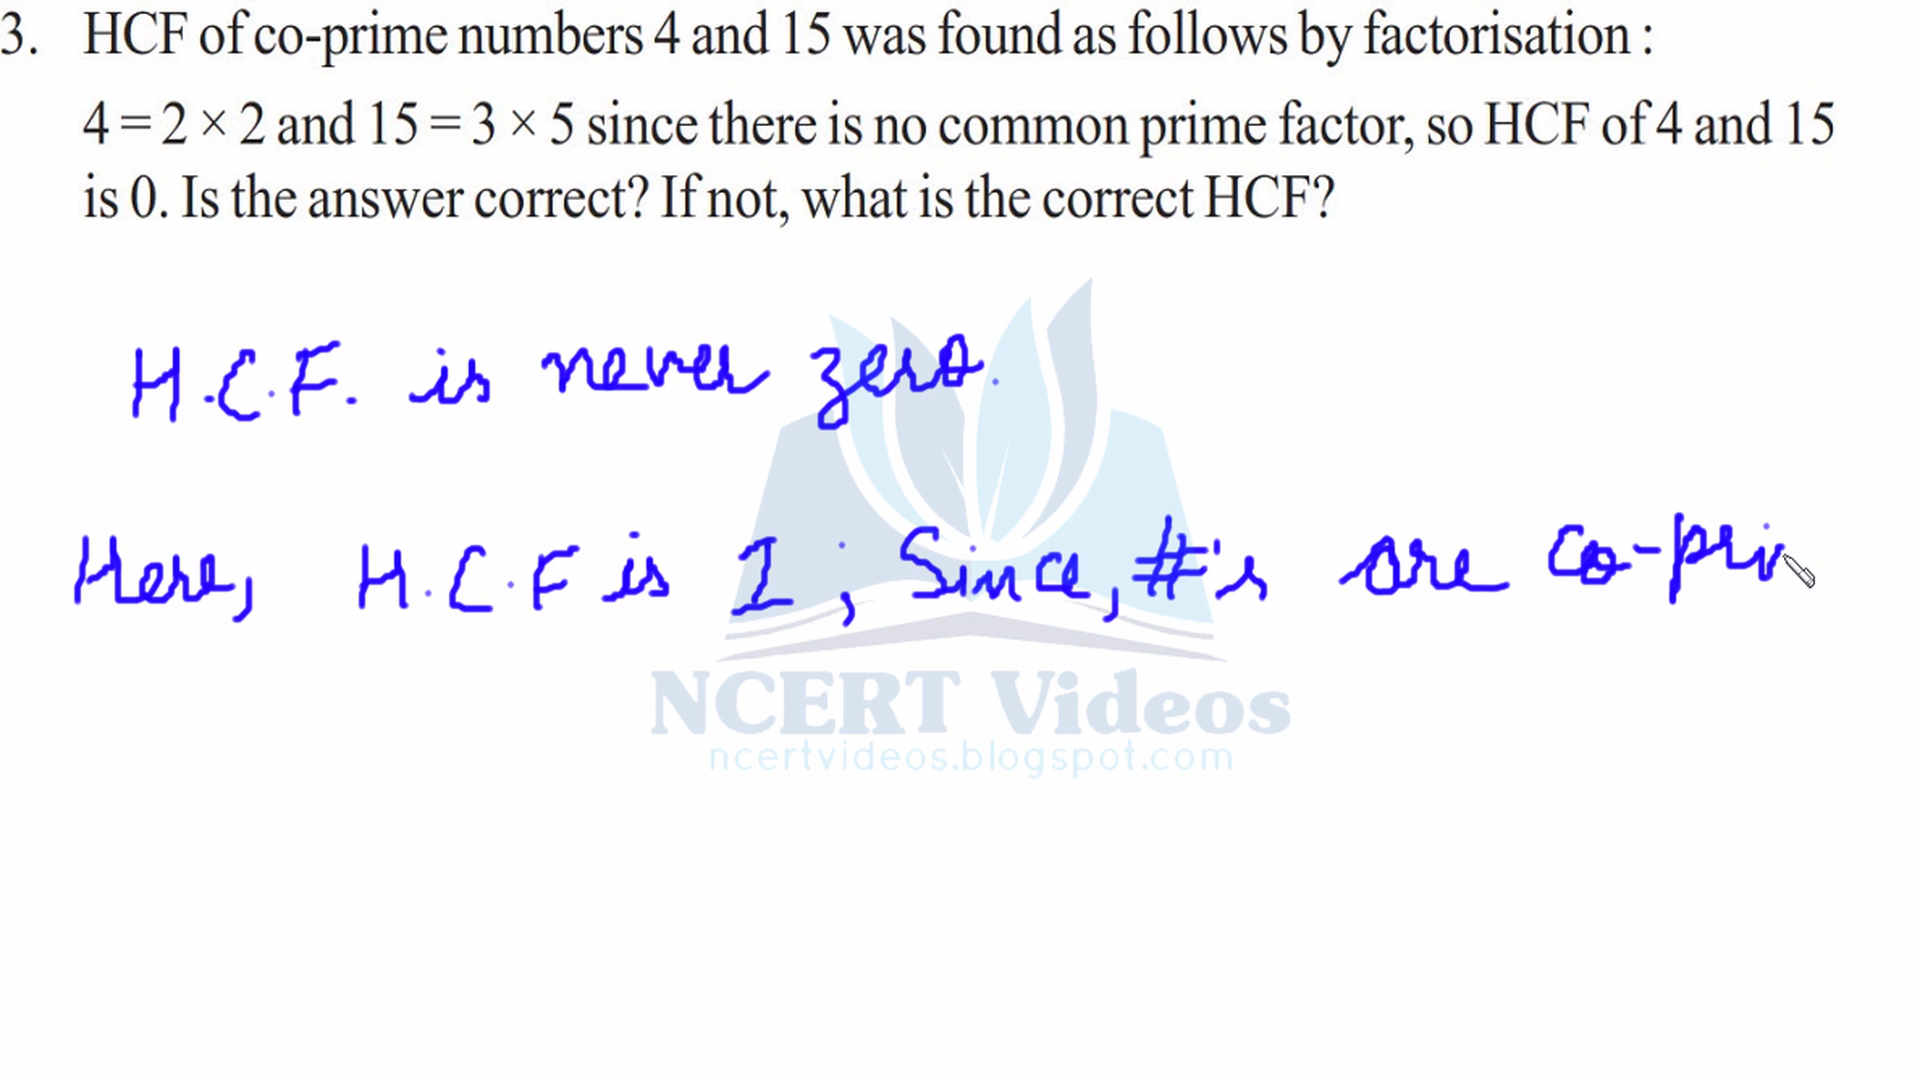 3. HCF of co-prime numbers 4 and 15 was found as follows by factorisation :
4 = 2 × 2 and 15 = 3 × 5 since there is no common prime factor, so HCF of 4 and 15
is 0. Is the answer correct? If not, what is the correct HCF?
H.C.F. is never zero.
Here, H.C.F is 1 ; Since, #'s are Co-pri
NCERT Videos
ncertvideos.blogspot.com